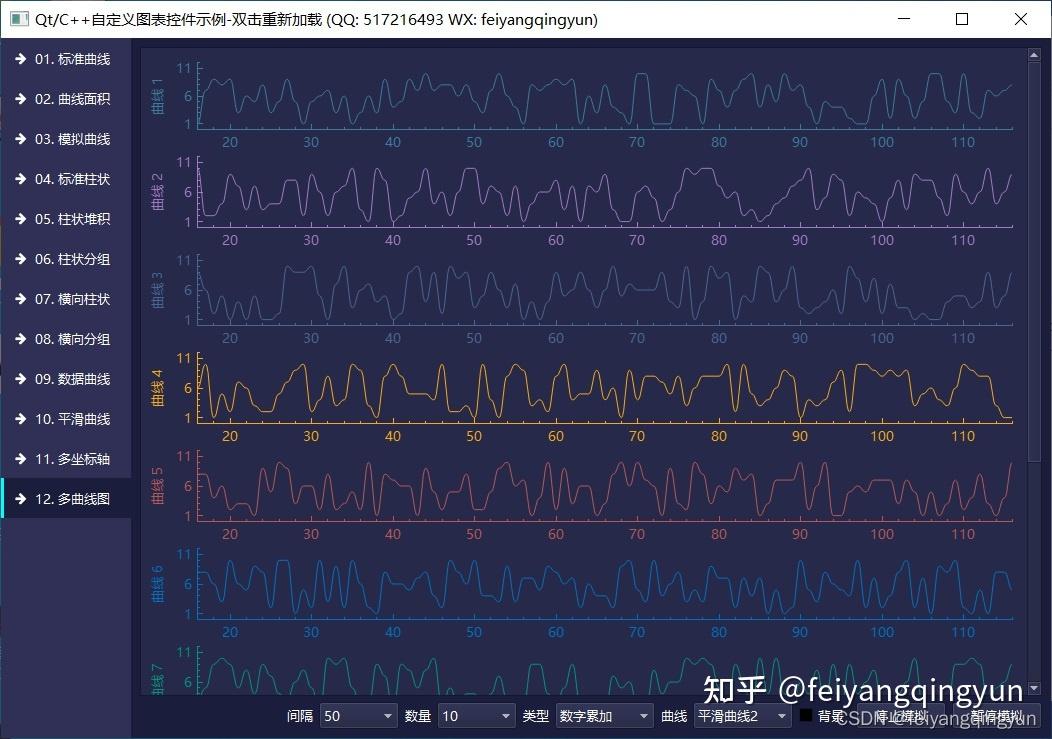 Qt/C++自定义图表控件示例-双击重新加载 (QQ: 517216493 WX: feiyangqingyun)
01. 标准曲线
02. 曲线面积
03. 模拟曲线
04. 标准柱状
05. 柱状堆积
06. 柱状分组
07. 横向柱状
08. 横向分组
09. 数据曲线
10. 平滑曲线
11. 多坐标轴
12. 多曲线图
曲线 1
11
6
1
20 30 40 50 60 70 80 90 100 110
曲线 2
11
6
1
20 30 40 50 60 70 80 90 100 110
曲线 3
11
6
1
20 30 40 50 60 70 80 90 100 110
曲线 4
11
6
1
20 30 40 50 60 70 80 90 100 110
曲线 5
11
6
1
20 30 40 50 60 70 80 90 100 110
曲线 6
11
6
1
20 30 40 50 60 70 80 90 100 110
曲线 7
11
6
知乎 @feiyangqingyun
间隔 50 数量 10 类型 数字累加 曲线 平滑曲线2 背景 停止模拟 暂停模拟
CSDN @feiyangqingyun